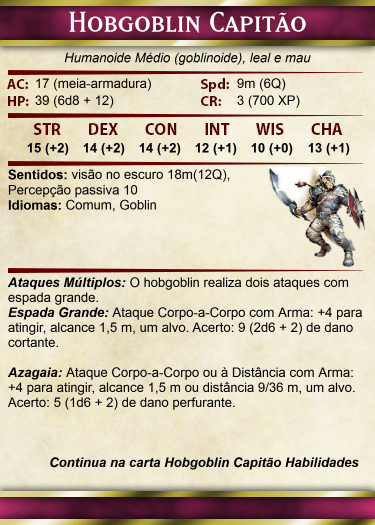 Hobgoblin Capitão
Humanoide Médio (goblinoide), leal e mau
AC: 17 (meia-armadura) Spd: 9m (6Q)
HP: 39 (6d8 + 12) CR: 3 (700 XP)
STR DEX CON INT WIS CHA
15 (+2) 14 (+2) 14 (+2) 12 (+1) 10 (+0) 13 (+1)
Sentidos: visão no escuro 18m(12Q),
Percepção passiva 10
Idiomas: Comum, Goblin
Ataques Múltiplos: O hobgoblin realiza dois ataques com
espada grande.
Espada Grande: Ataque Corpo-a-Corpo com Arma: +4 para
atingir, alcance 1,5 m, um alvo. Acerto: 9 (2d6 + 2) de dano
cortante.
Azagaia: Ataque Corpo-a-Corpo ou à Distância com Arma:
+4 para atingir, alcance 1,5 m ou distância 9/36 m, um alvo.
Acerto: 5 (1d6 + 2) de dano perfurante.
Continua na carta Hobgoblin Capitão Habilidades